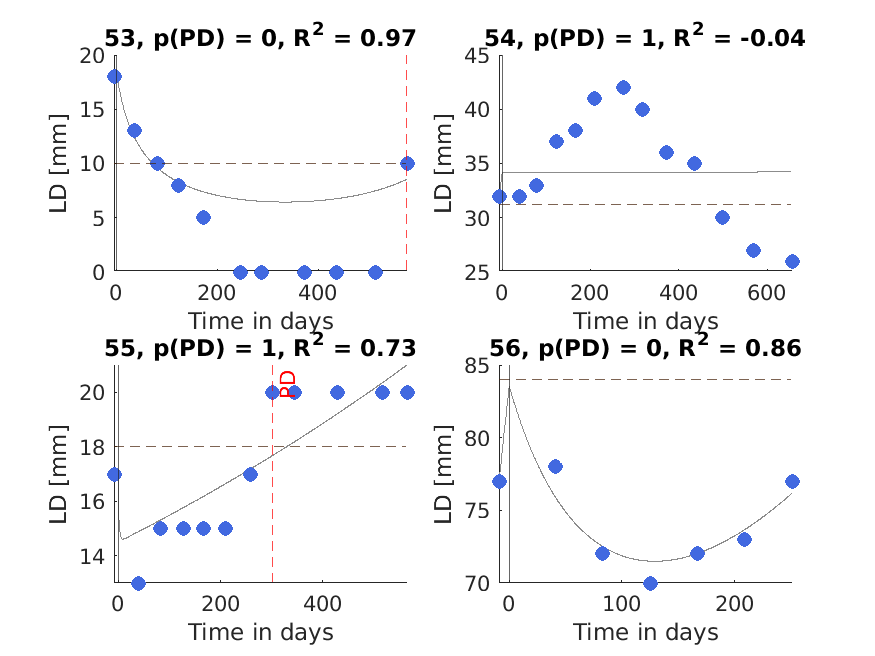 53, p(PD) = 0, R² = 0.97
20
15
10
5
0
LD [mm]
0 200 400
Time in days
54, p(PD) = 1, R² = -0.04
45
40
35
30
25
LD [mm]
0 200 400 600
Time in days
55, p(PD) = 1, R² = 0.73
20
18
16
14
LD [mm]
PD
0 200 400
Time in days
56, p(PD) = 0, R² = 0.86
85
80
75
70
LD [mm]
0 100 200
Time in days